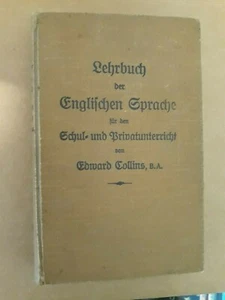 Lehrbuch
der
Englischen Sprache
für den
Schul- und Privatunterricht
von
Edward Collins, B.A.